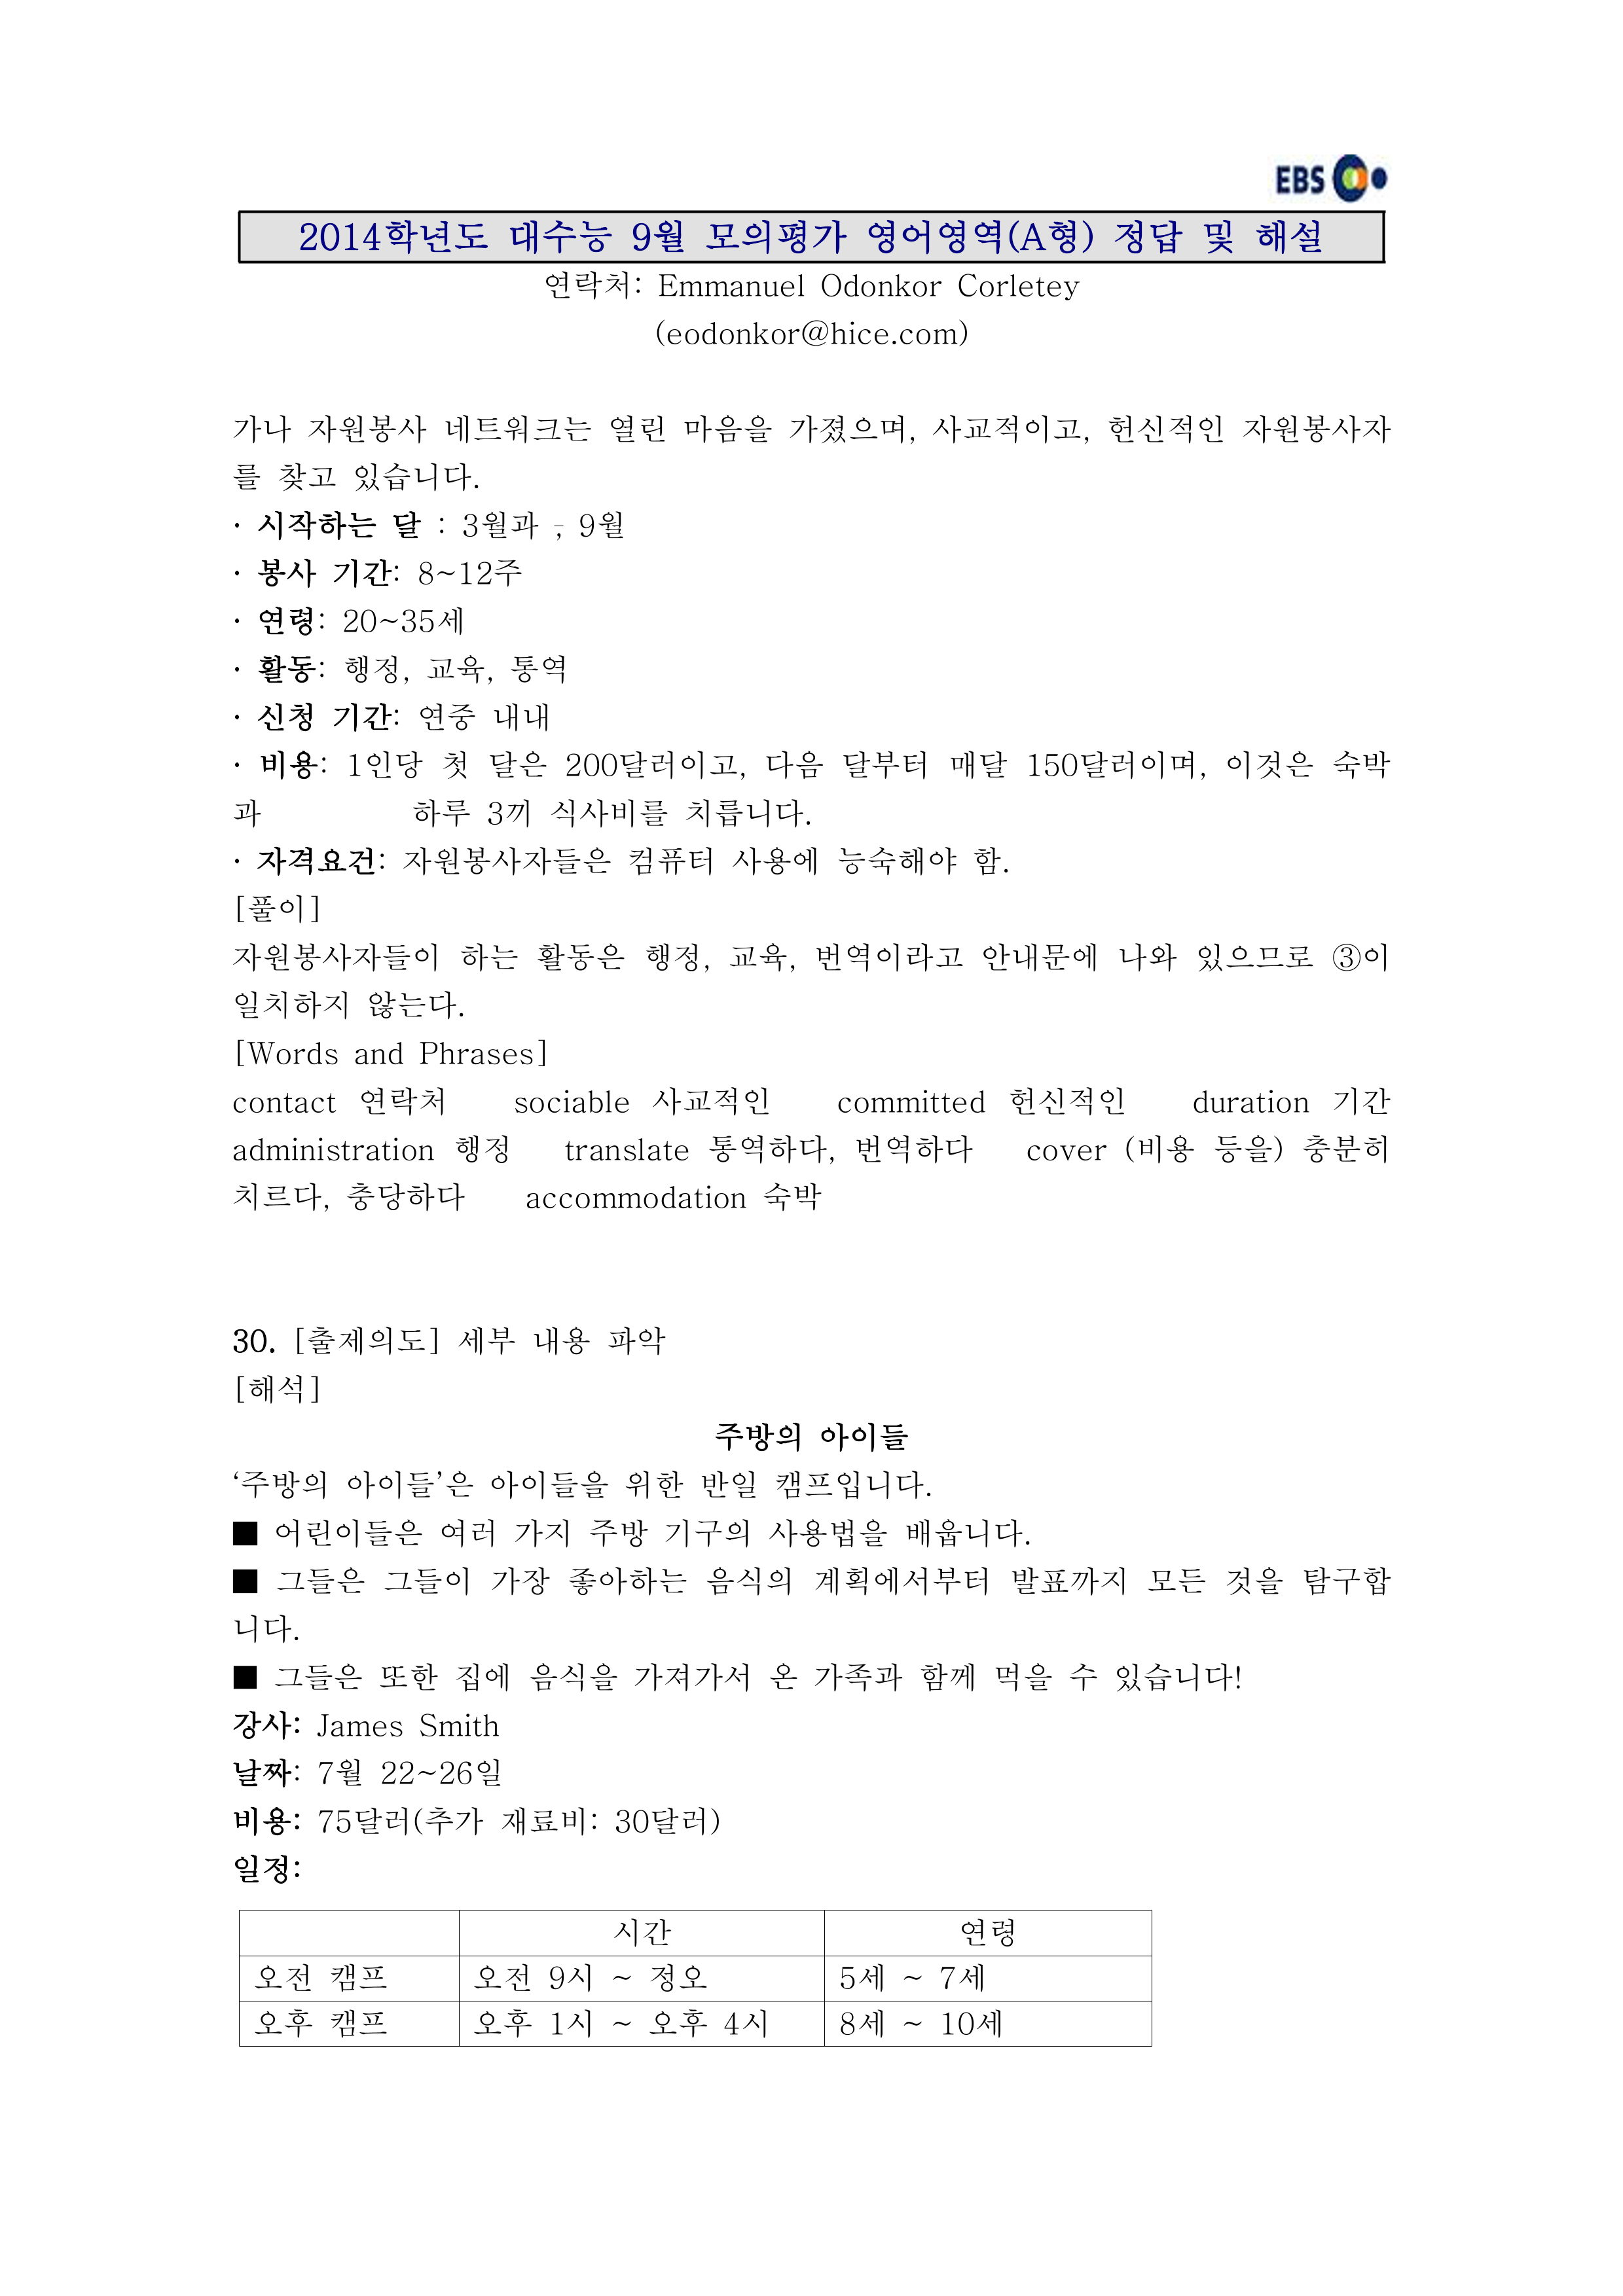 EBS
2014학년도 대수능 9월 모의평가 영어영역(A형) 정답 및 해설
연락처: Emmanuel Odonkor Corletey
(eodonkor@hice.com)
가나 자원봉사 네트워크는 열린 마음을 가졌으며, 사교적이고, 헌신적인 자원봉사자
를 찾고 있습니다.
· 시작하는 달 : 3월과 , 9월
· 봉사 기간: 8~12주
· 연령: 20~35세
· 활동: 행정, 교육, 통역
· 신청 기간: 연중 내내
· 비용: 1인당 첫 달은 200달러이고, 다음 달부터 매달 150달러이며, 이것은 숙박
과 하루 3끼 식사비를 치릅니다.
· 자격요건: 자원봉사자들은 컴퓨터 사용에 능숙해야 함.
[풀이]
자원봉사자들이 하는 활동은 행정, 교육, 번역이라고 안내문에 나와 있으므로 ③이
일치하지 않는다.
[Words and Phrases]
contact 연락처 sociable 사교적인 committed 헌신적인 duration 기간
administration 행정 translate 통역하다, 번역하다 cover (비용 등을) 충분히
치르다, 충당하다 accommodation 숙박
30. [출제의도] 세부 내용 파악
[해석]
주방의 아이들
‘주방의 아이들’은 아이들을 위한 반일 캠프입니다.
■ 어린이들은 여러 가지 주방 기구의 사용법을 배웁니다.
■ 그들은 그들이 가장 좋아하는 음식의 계획에서부터 발표까지 모든 것을 탐구합
니다.
■ 그들은 또한 집에 음식을 가져가서 온 가족과 함께 먹을 수 있습니다!
강사: James Smith
날짜: 7월 22~26일
비용: 75달러(추가 재료비: 30달러)
일정:
시간 연령
오전 캠프 오전 9시 ~ 정오 5세 ~ 7세
오후 캠프 오후 1시 ~ 오후 4시 8세 ~ 10세